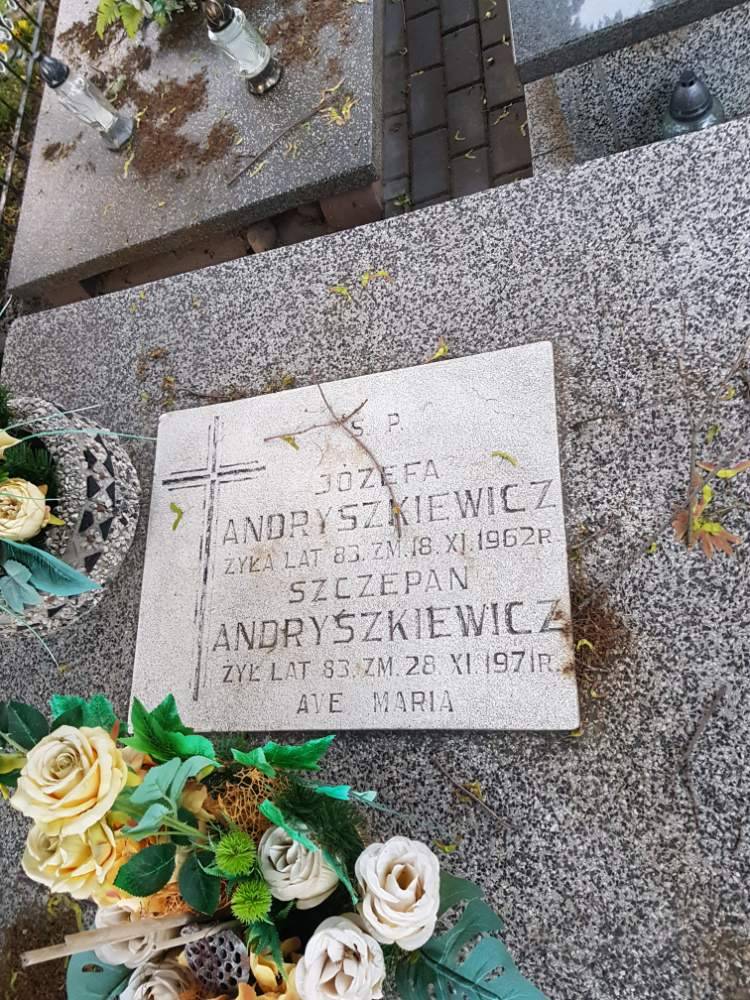 Ś. P.
JÓZEFA
ANDRYSZKIEWICZ
ŻYŁA LAT 83. ZM. 18. XI. 1962 R.
SZCZEPAN
ANDRYSZKIEWICZ
ŻYŁ LAT 83. ZM. 28. XI. 1971 R.
AVE MARIA